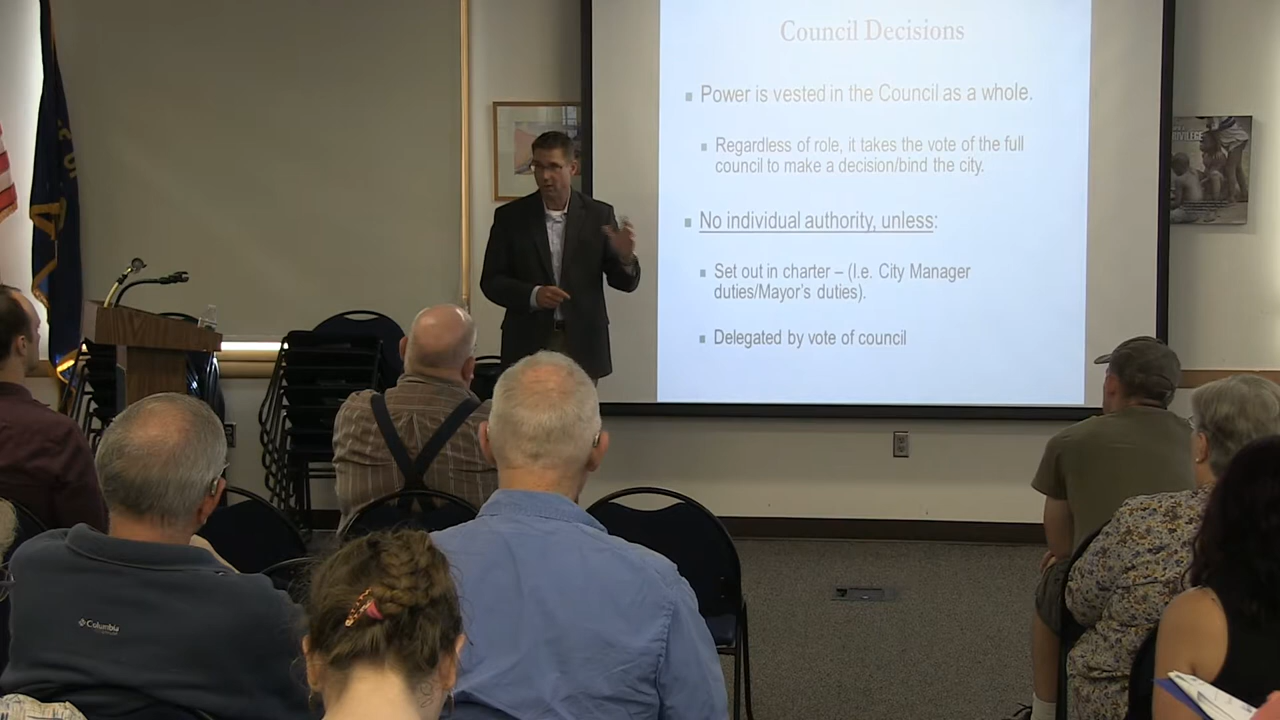 Council Decisions
Power is vested in the Council as a whole.
Regardless of role, it takes the vote of the full
council to make a decision/bind the city.
No individual authority, unless:
Set out in charter – (I.e. City Manager
duties/Mayor's duties).
Delegated by vote of council
Columbia